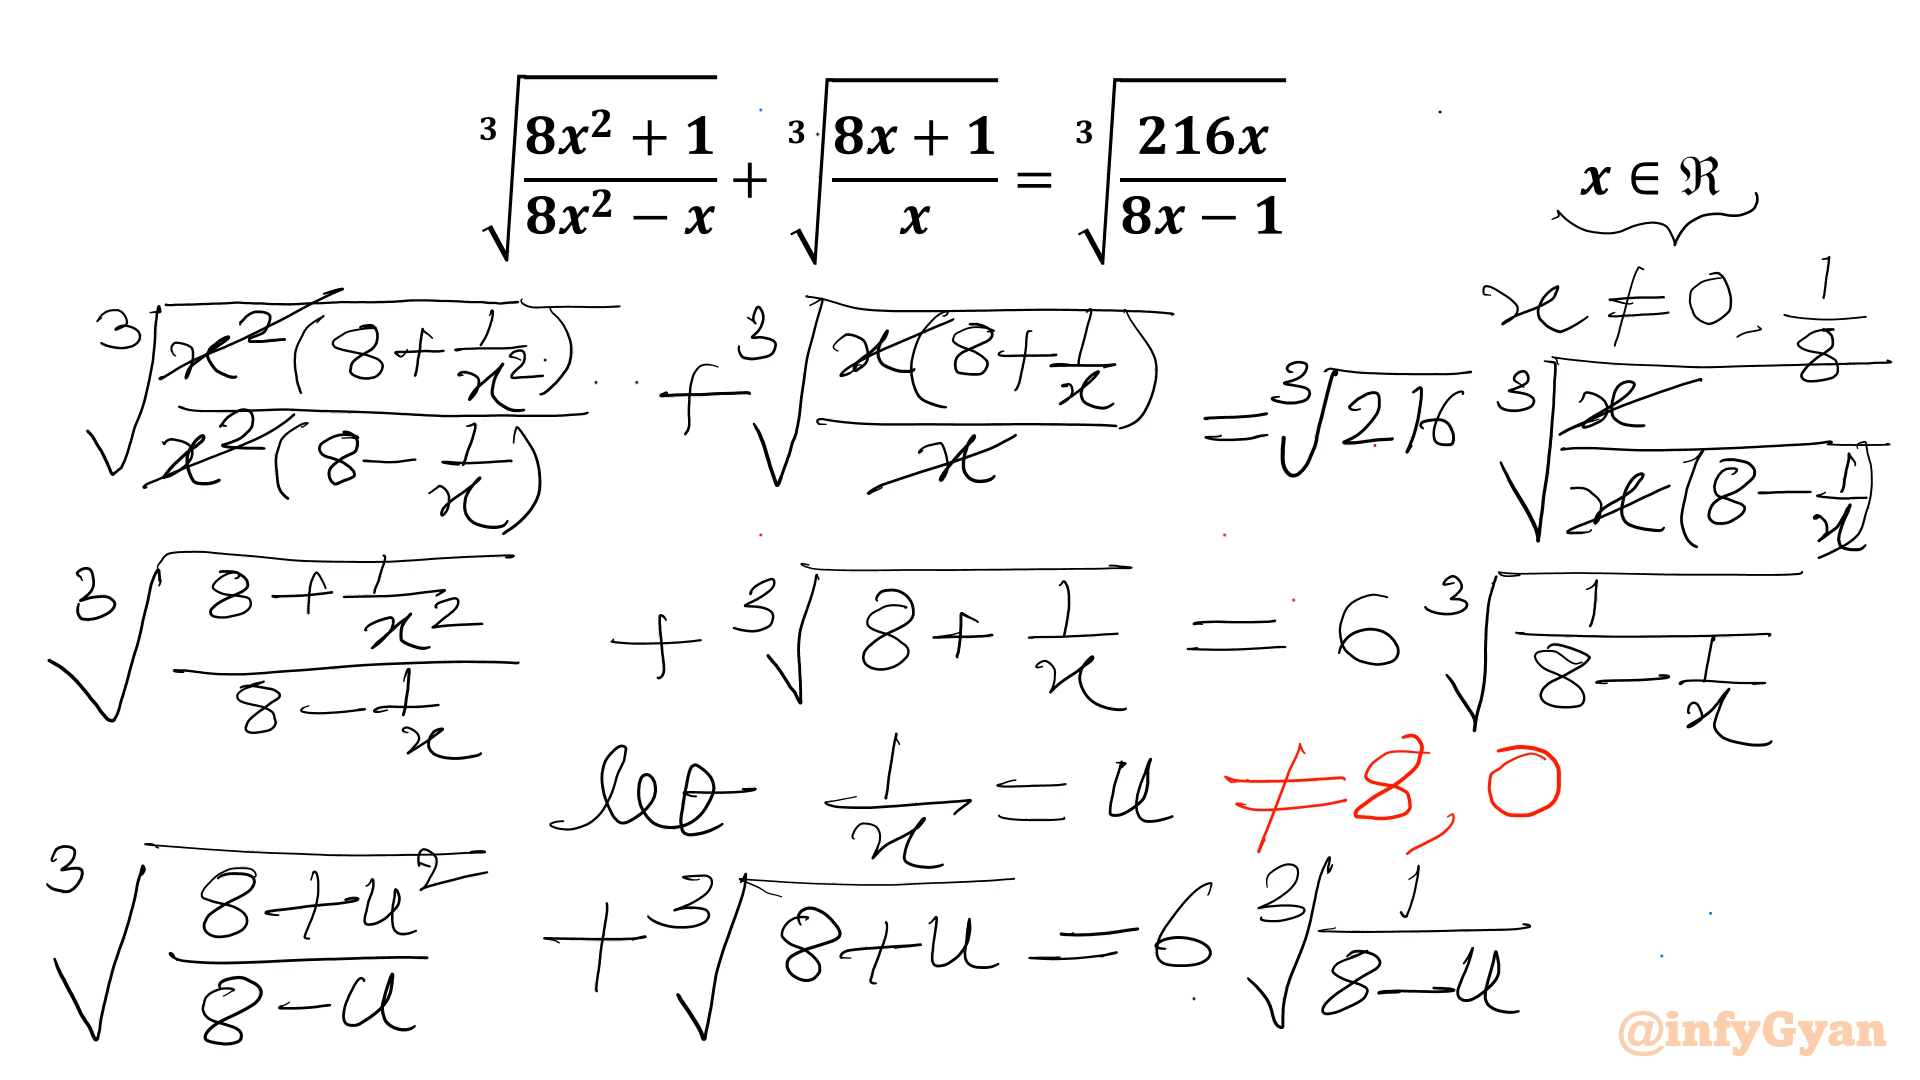 ∛((8x² + 1)/(8x² − x)) + ∛((8x + 1)/x) = ∛(216x/(8x − 1))
x ∈ ℜ
x ≠ 0, 1/8
∛(x²(8 + 1/x²)/x²(8 − 1/x)) + ∛(x(8 + 1/x)/x) = ∛216 ∛(x/x(8 − 1/x))
∛((8 + 1/x²)/(8 − 1/x)) + ∛(8 + 1/x) = 6 ∛(1/(8 − 1/x))
let 1/x = u ≠ 8, 0
∛((8 + u²)/(8 − u)) + ∛(8 + u) = 6 ∛(1/(8 − u))
@infyGyan